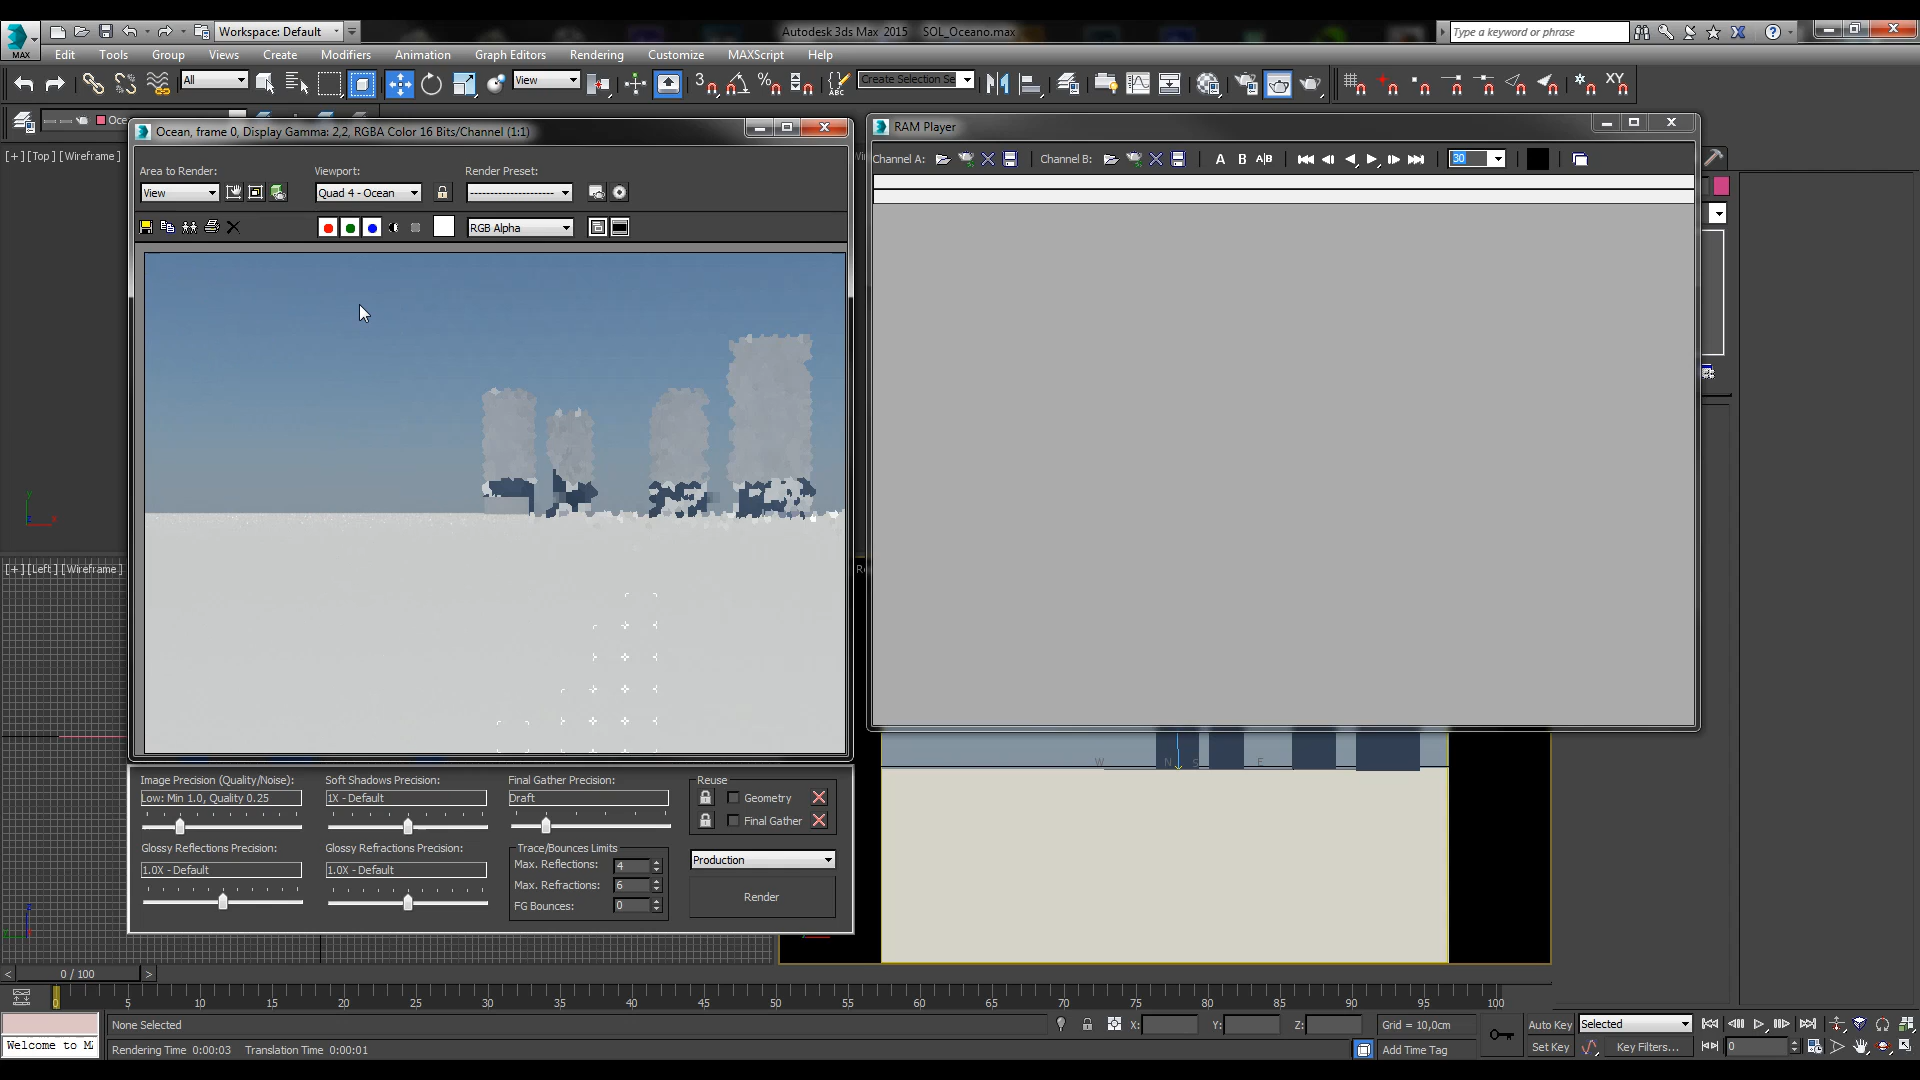 Workspace: Default
Autodesk 3ds Max 2015 SOL_Oceano.max
Type a keyword or phrase
MAX
Edit Tools Group Views Create Modifiers Animation Graph Editors Rendering Customize MAXScript Help
All
View
3
ABC
Create Selection Se
XY
Oce
Ocean, frame 0, Display Gamma: 2,2, RGBA Color 16 Bits/Channel (1:1)
RAM Player
[+] [Top] [Wireframe]
Area to Render:
Viewport:
Render Preset:
View
Quad 4 - Ocean
RGB Alpha
Channel A:
Channel B:
A B A|B
30
[+] [Left] [Wireframe]
W N S E
Image Precision (Quality/Noise):
Low: Min 1.0, Quality 0.25
Soft Shadows Precision:
1X - Default
Final Gather Precision:
Draft
Reuse
Geometry
Final Gather
Glossy Reflections Precision:
1.0X - Default
Glossy Refractions Precision:
1.0X - Default
Trace/Bounces Limits
Max. Reflections: 4
Max. Refractions: 6
FG Bounces: 0
Production
Render
0 / 100
0 5 10 15 20 25 30 35 40 45 50 55 60 65 70 75 80 85 90 95 100
None Selected
X:
Y:
Z:
Grid = 10,0cm
Auto Key
Selected
Welcome to M
Rendering Time 0:00:03 Translation Time 0:00:01
Add Time Tag
Set Key
Key Filters...
0